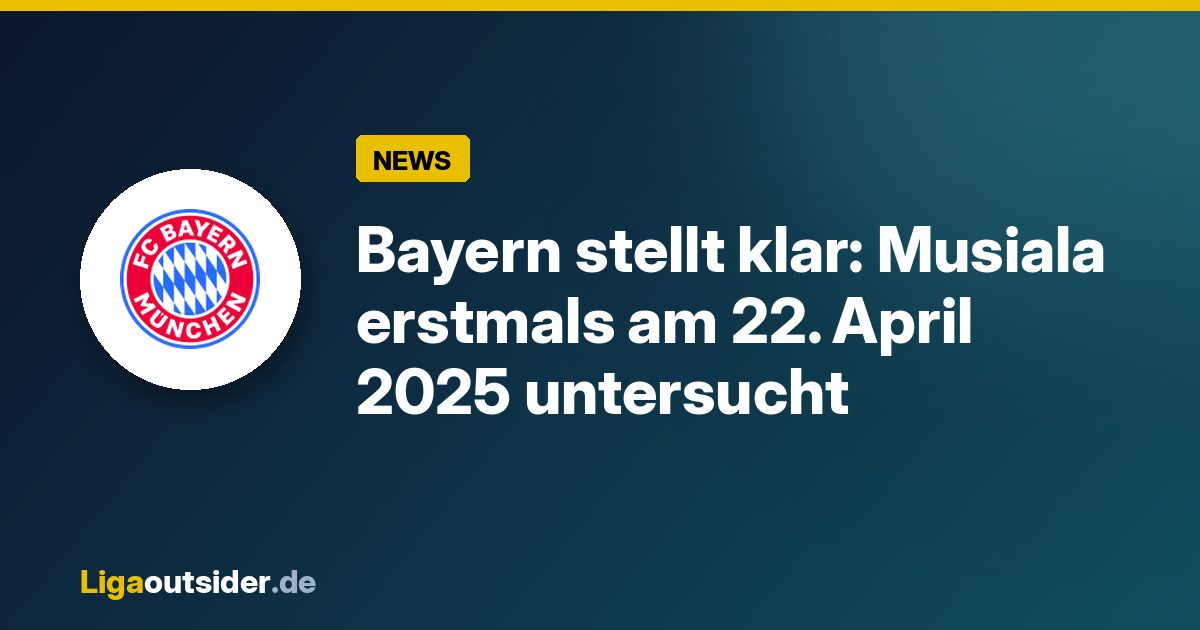 NEWS
FC BAYERN
MÜNCHEN
Bayern stellt klar: Musiala
erstmals am 22. April
2025 untersucht
Ligaoutsider.de